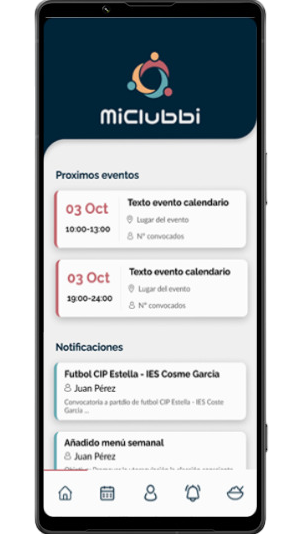 MiClubbi
Proximos eventos
03 Oct
10:00-13:00
Texto evento calendario
Lugar del evento
Nº convocados
03 Oct
19:00-24:00
Texto evento calendario
Lugar del evento
Nº convocados
Notificaciones
Futbol CIP Estella - IES Cosme Garcia
Juan Pérez
Convocatoria a partdio de futbol CIP Estella - IES Coste
Garcia ...
Añadido menú semanal
Juan Pérez